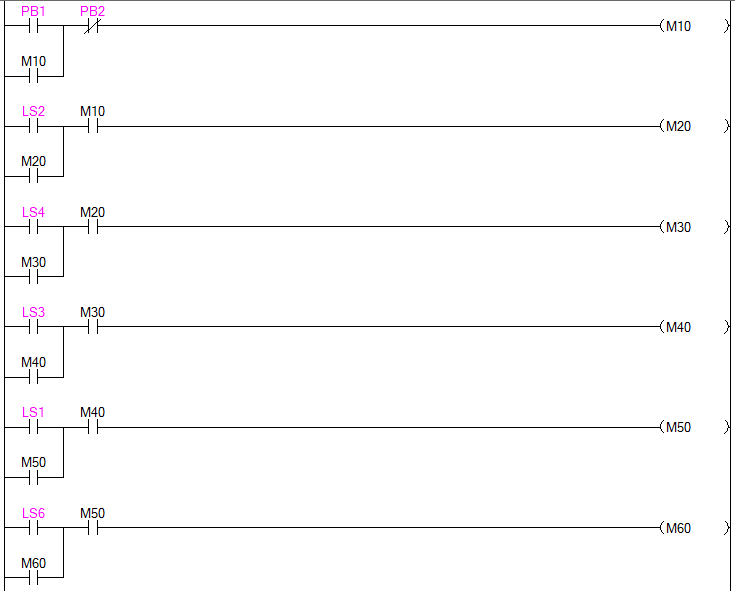 PB1 PB2
(M10 )
M10
LS2 M10
(M20 )
M20
LS4 M20
(M30 )
M30
LS3 M30
(M40 )
M40
LS1 M40
(M50 )
M50
LS6 M50
(M60 )
M60